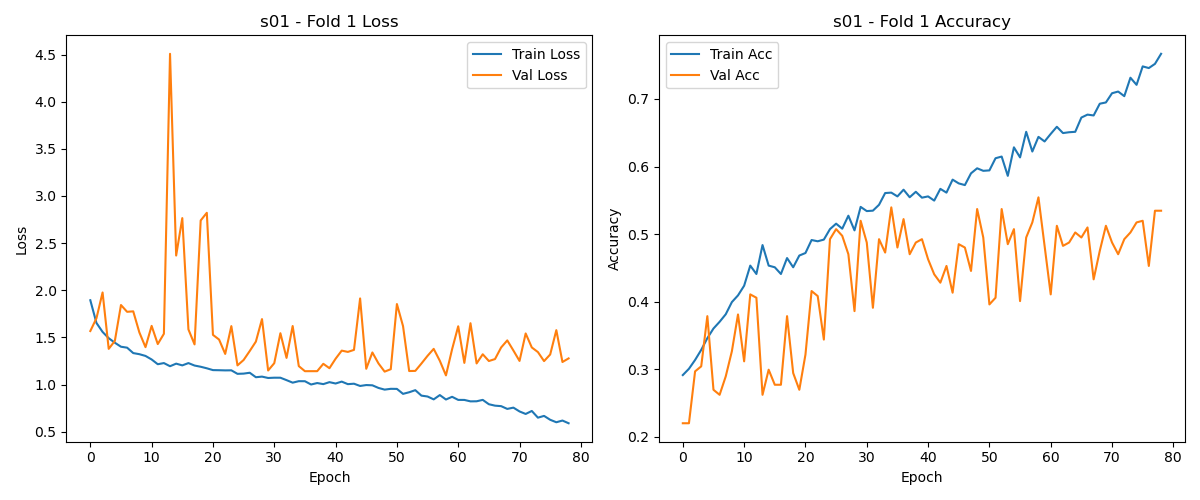 s01 - Fold 1 Loss
Train Loss
Val Loss
4.5
4.0
3.5
3.0
2.5
2.0
1.5
1.0
0.5
Loss
0 10 20 30 40 50 60 70 80
Epoch
s01 - Fold 1 Accuracy
Train Acc
Val Acc
0.7
0.6
0.5
0.4
0.3
0.2
Accuracy
0 10 20 30 40 50 60 70 80
Epoch